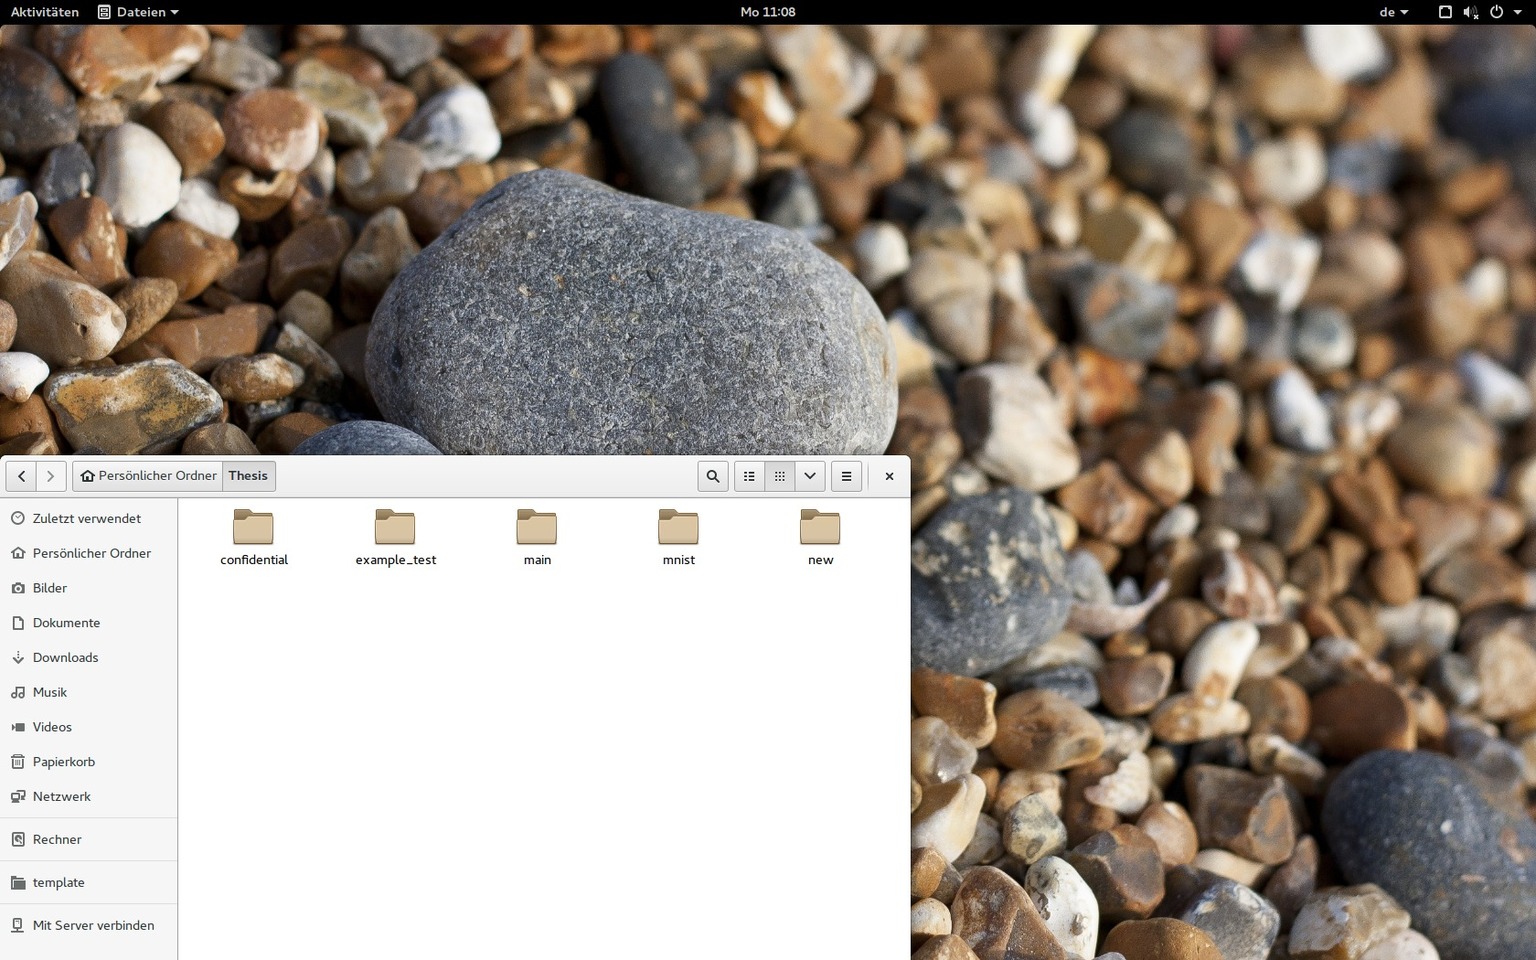 Aktivitäten Dateien Mo 11:08 de
Persönlicher Ordner Thesis
Zuletzt verwendet
Persönlicher Ordner
Bilder
Dokumente
Downloads
Musik
Videos
Papierkorb
Netzwerk
Rechner
template
Mit Server verbinden
confidential example_test main mnist new